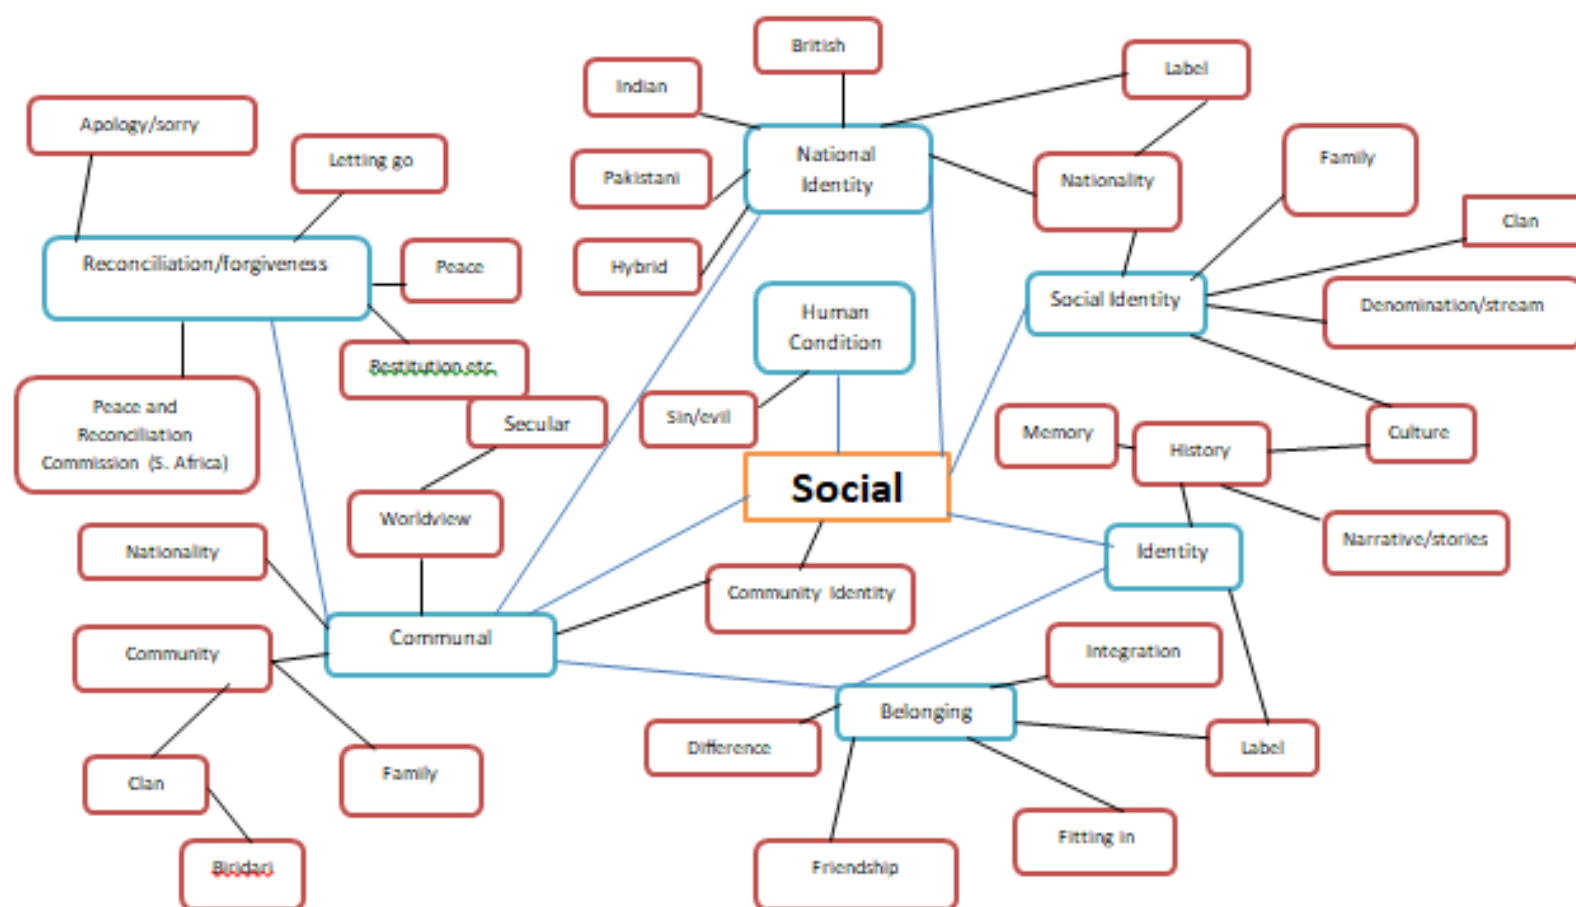 British
Indian
Label
Apology/sorry
Letting go
National
Identity
Family
Pakistani
Nationality
Clan
Reconciliation/forgiveness
Peace
Hybrid
Social Identity
Denomination/stream
Human
Condition
Restitution etc.
Peace and
Reconciliation
Commission (S. Africa)
Secular
Sin/evil
Memory
History
Culture
Social
Worldview
Nationality
Identity
Narrative/stories
Community Identity
Communal
Community
Integration
Belonging
Difference
Label
Clan
Family
Fitting in
Biridari
Friendship